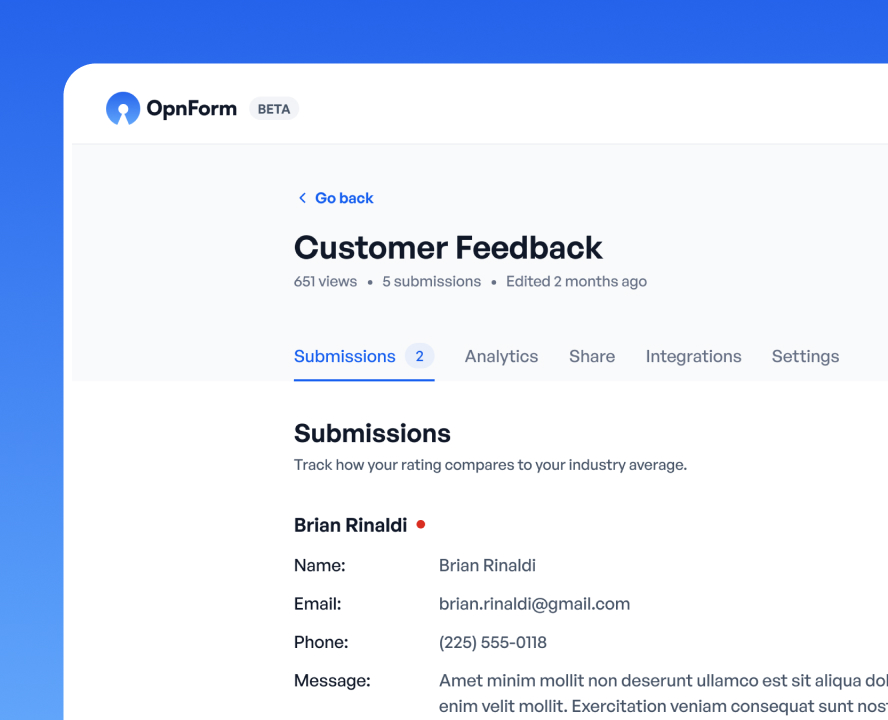 OpnForm BETA
Go back
Customer Feedback
651 views • 5 submissions • Edited 2 months ago
Submissions 2 Analytics Share Integrations Settings
Submissions
Track how your rating compares to your industry average.
Brian Rinaldi
Name: Brian Rinaldi
Email: brian.rinaldi@gmail.com
Phone: (225) 555-0118
Message: Amet minim mollit non deserunt ullamco est sit aliqua
enim velit mollit. Exercitation veniam consequat sunt